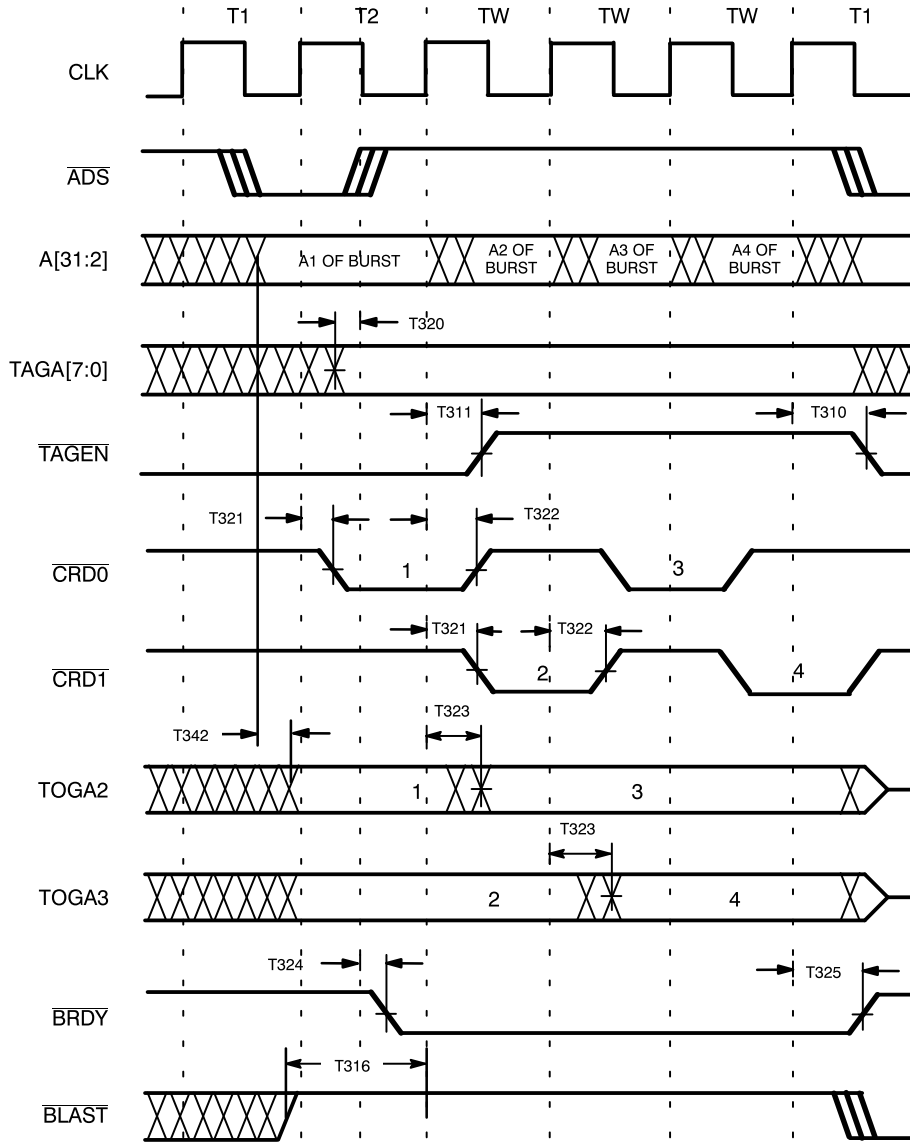 T1 T2 TW TW TW T1
CLK
ADS
A[31:2] A1 OF BURST A2 OF BURST A3 OF BURST A4 OF BURST
T320
TAGA[7:0]
T311 T310
TAGEN
T321 T322
CRD0 1 3
T321 T322
CRD1 2 4
T342 T323
TOGA2 1 3
T323
TOGA3 2 4
T324 T325
BRDY
T316
BLAST